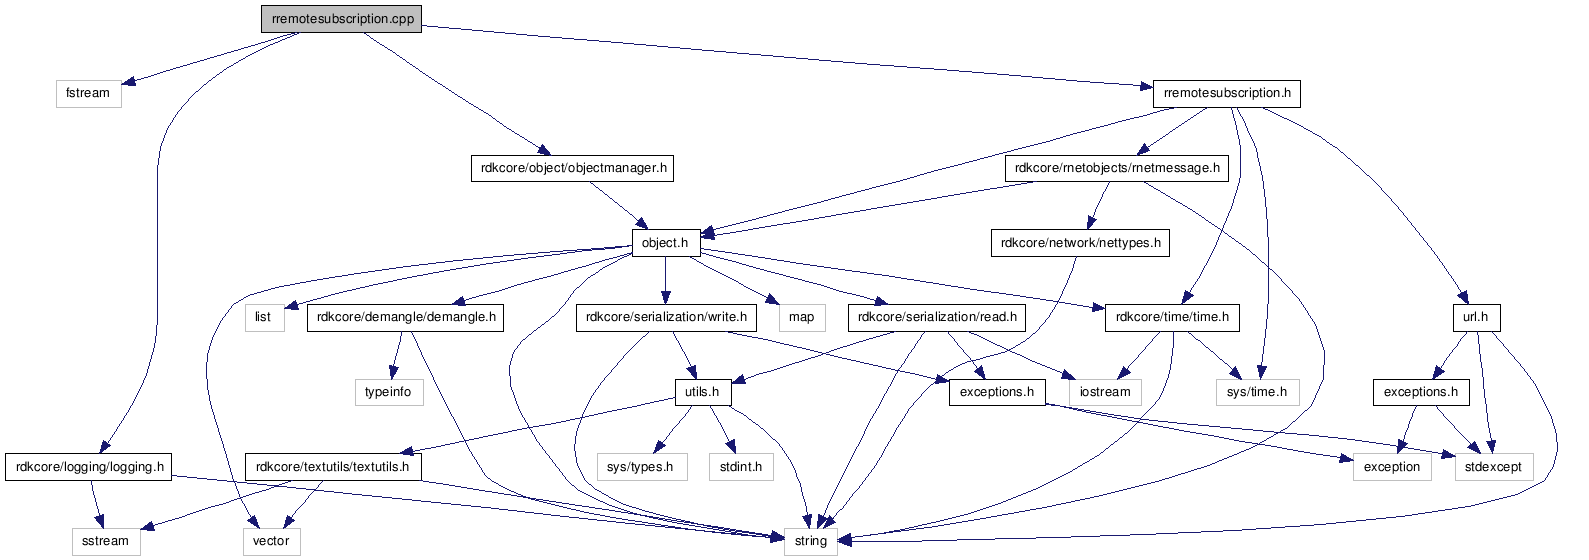 rremotesubscription.cpp
fstream
rremotesubscription.h
rdkcore/object/objectmanager.h
rdkcore/rnetobjects/rnetmessage.h
object.h
rdkcore/network/nettypes.h
list
rdkcore/demangle/demangle.h
rdkcore/serialization/write.h
map
rdkcore/serialization/read.h
rdkcore/time/time.h
url.h
typeinfo
utils.h
exceptions.h
iostream
sys/time.h
exceptions.h
rdkcore/logging/logging.h
rdkcore/textutils/textutils.h
sys/types.h
stdint.h
exception
stdexcept
sstream
vector
string